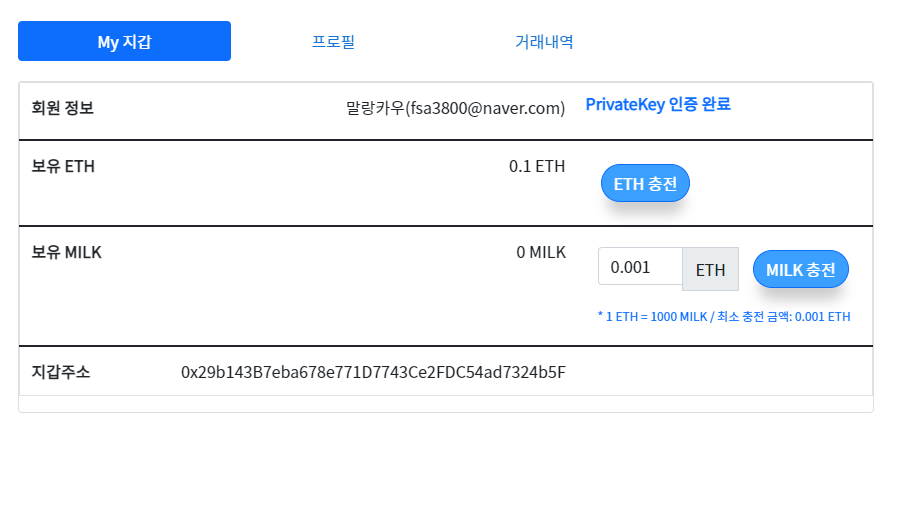 My 지갑
프로필
거래내역
회원 정보
말랑카우(fsa3800@naver.com)
PrivateKey 인증 완료
보유 ETH
0.1 ETH
ETH 충전
보유 MILK
0 MILK
0.001
ETH
MILK 충전
* 1 ETH = 1000 MILK / 최소 충전 금액: 0.001 ETH
지갑주소
0x29b143B7eba678e771D7743Ce2FDC54ad7324b5F